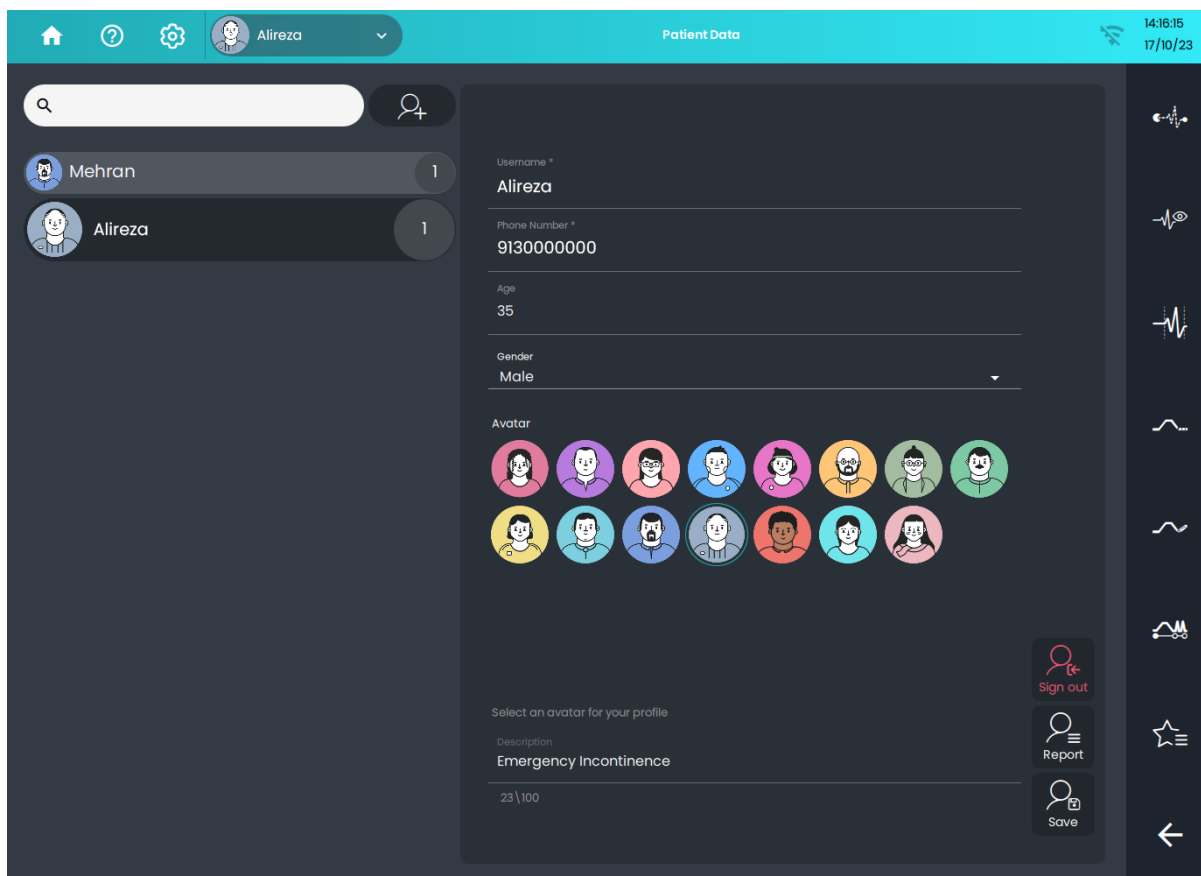 Alireza
Patient Data
14:16:15
17/10/23
Mehran
1
Alireza
1
Username *
Alireza
Phone Number *
9130000000
Age
35
Gender
Male
Avatar
Sign out
Select an avatar for your profile
Description
Emergency Incontinence
Report
23\100
Save